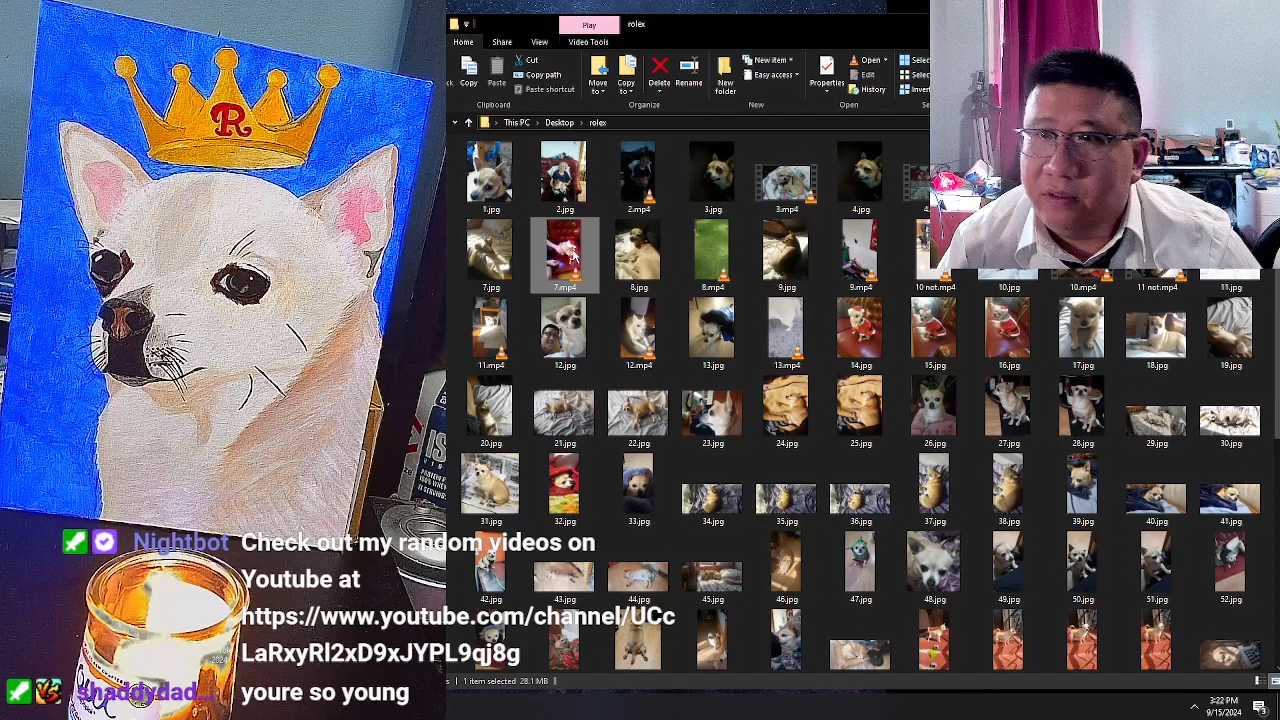 R
Nightbot Check out my random videos on
Youtube at
https://www.youtube.com/channel/UCc
LaRxyRl2xD9xJYPL9qj8g
shaddydad... youre so young
Play
rolex
Home Share View Video Tools
Copy
Paste
Cut
Copy path
Paste shortcut
Clipboard
Move to
Copy to
Delete
Rename
Organize
New folder
New item
Easy access
New
Properties
Open
Edit
History
Open
This PC > Desktop > rolex
1.jpg 2.jpg 2.mp4 3.jpg 3.mp4 4.jpg
7.jpg 7.mp4 8.jpg 8.mp4 9.jpg 9.mp4 10 not.mp4 10.mp4 11 not.mp4 11.jpg
11.mp4 12.jpg 12.mp4 13.jpg 13.mp4 14.jpg 15.jpg 16.jpg 17.jpg 18.jpg 19.jpg
20.jpg 21.jpg 22.jpg 23.jpg 24.jpg 25.jpg 26.jpg 27.jpg 28.jpg 29.jpg 30.jpg
31.jpg 32.jpg 33.jpg 34.jpg 35.jpg 36.jpg 37.jpg 38.jpg 39.jpg 40.jpg 41.jpg
42.jpg 43.jpg 44.jpg 45.jpg 46.jpg 47.jpg 48.jpg 49.jpg 50.jpg 51.jpg 52.jpg
1 item selected 28.1 MB
3:22 PM
9/15/2024